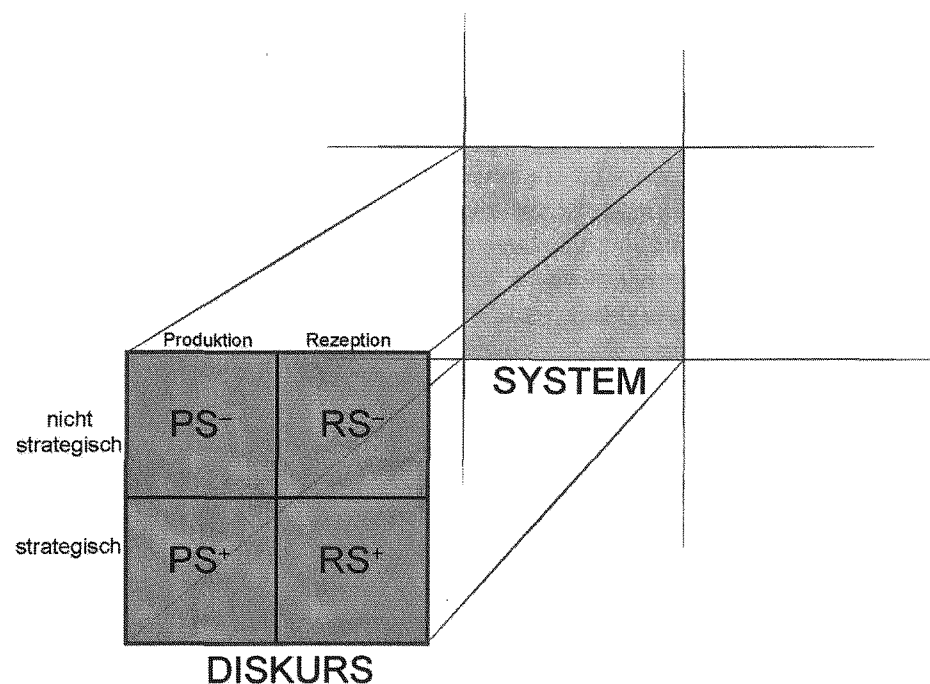 Produktion Rezeption
SYSTEM
nicht
strategisch
PS⁻ RS⁻
strategisch
PS⁺ RS⁺
DISKURS